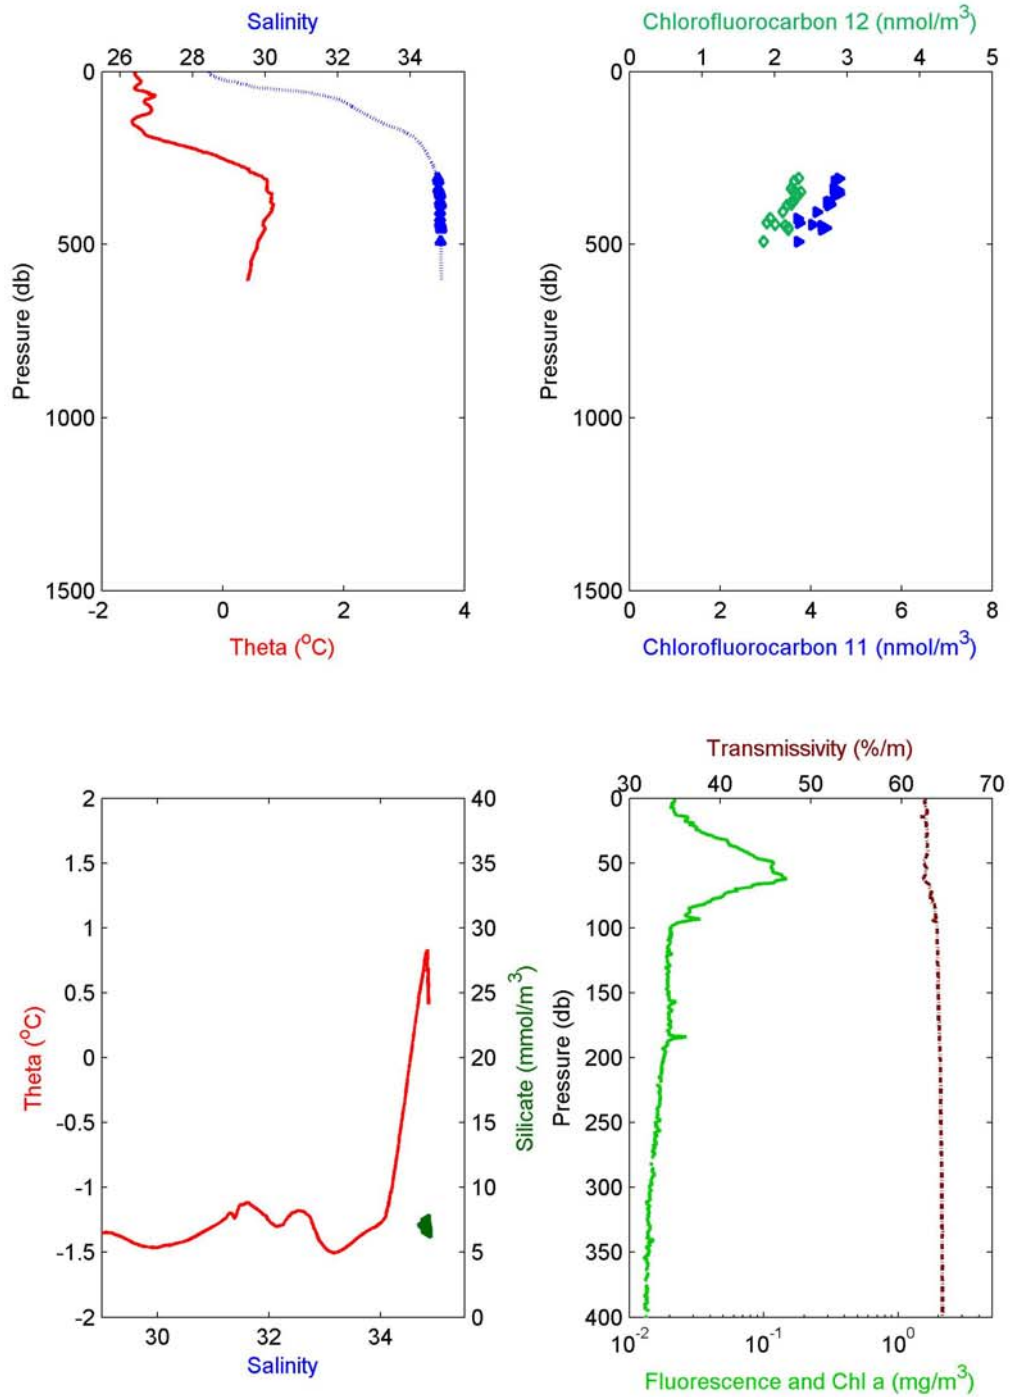 Salinity
26 28 30 32 34
0
500
1000
1500
Pressure (db)
-2 0 2 4
Theta (°C)
Chlorofluorocarbon 12 (nmol/m³)
0 1 2 3 4 5
0
500
1000
1500
Pressure (db)
0 2 4 6 8
Chlorofluorocarbon 11 (nmol/m³)
2
1.5
1
0.5
0
-0.5
-1
-1.5
-2
Theta (°C)
40
35
30
25
20
15
10
5
0
Silicate (mmol/m³)
30 32 34
Salinity
Transmissivity (%/m)
30 40 50 60 70
0
50
100
150
200
250
300
350
400
Pressure (db)
10⁻² 10⁻¹ 10⁰
Fluorescence and Chl a (mg/m³)